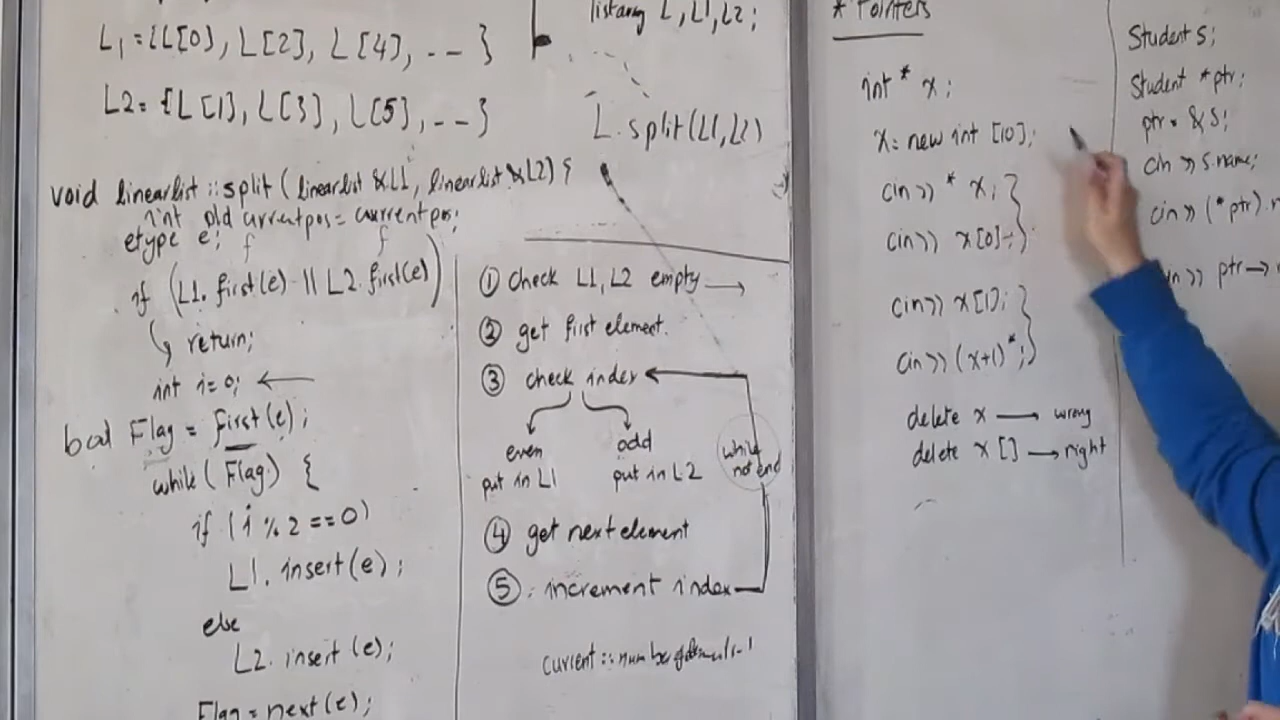 L1 = {L[0], L[2], L[4], -- }
L2 = {L[1], L[3], L[5], -- }
void linearlist :: split (linearlist &L1, linearlist &L2) {
int old currentpos = currentpos;
etype e;
f f
if (L1.first(e) || L2.first(e))
return;
int i=0; ←
bool Flag = first(e);
while (Flag) {
if (i % 2 == 0)
L1. insert(e);
else
L2. insert(e);
Flag = next(e);
L, L1, L2;
L. split(L1, L2)
① check L1, L2 empty →
② get first element.
③ check index
even
put in L1
odd
put in L2
while
not end
④ get next element
⑤ : increment index
* Pointers
int * x;
x = new int [10];
cin >> * x;
cin >> x[0];
cin >> x[1];
cin >> (x+1)*;
delete x → wrong
delete x [] → right
Student s;
Student *ptr;
ptr = &s;
cin >> s.name;
cin >> (*ptr).n
>> ptr→